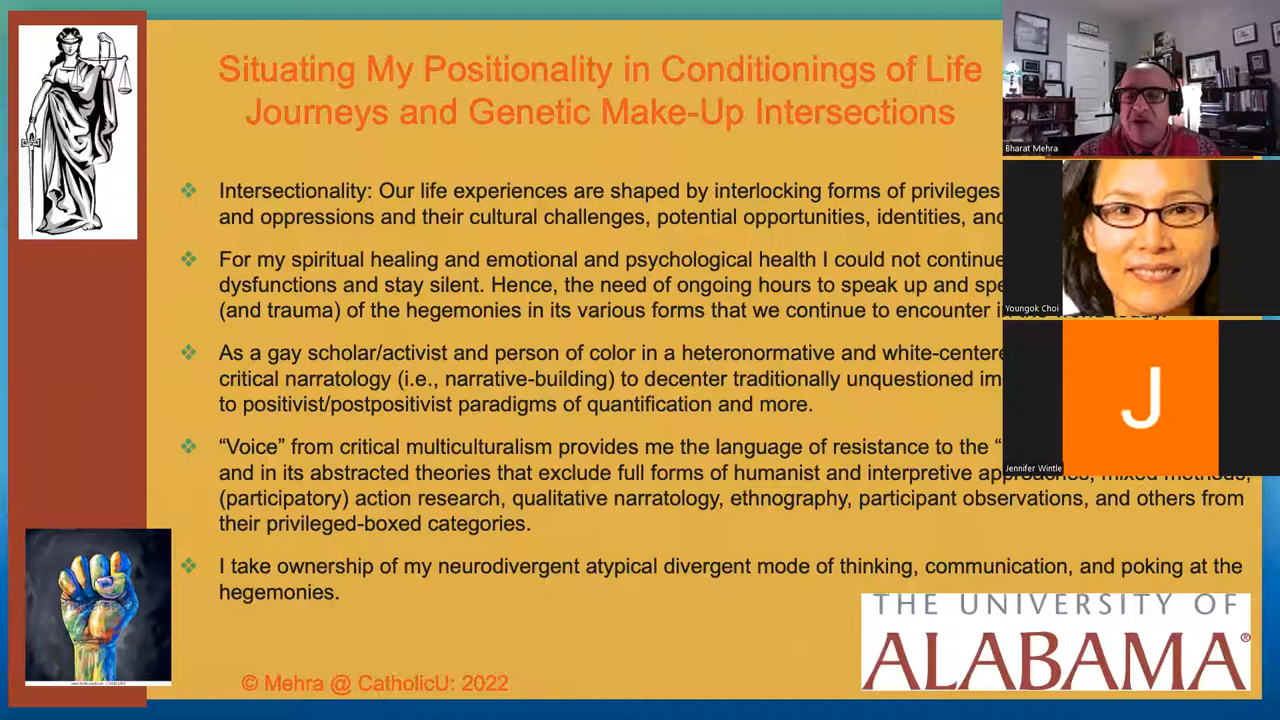 Situating My Positionality in Conditionings of Life
Journeys and Genetic Make-Up Intersections
Intersectionality: Our life experiences are shaped by interlocking forms of privileges
and oppressions and their cultural challenges, potential opportunities, identities, and
For my spiritual healing and emotional and psychological health I could not continue
dysfunctions and stay silent. Hence, the need of ongoing hours to speak up and
(and trauma) of the hegemonies in its various forms that we continue to encounter in the world today.
As a gay scholar/activist and person of color in a heteronormative and
critical narratology (i.e., narrative-building) to decenter traditionally unquestioned
to positivist/postpositivist paradigms of quantification and more.
“Voice” from critical multiculturalism provides me the language of resistance to the
and in its abstracted theories that exclude full forms of humanist and interpretive approaches, mixed methods,
(participatory) action research, qualitative narratology, ethnography, participant observations, and others from
their privileged-boxed categories.
I take ownership of my neurodivergent atypical divergent mode of thinking, communication, and poking at the
hegemonies.
© Mehra @ CatholicU: 2022
THE UNIVERSITY OF
ALABAMA®
Bharat Mehra
Youngok Choi
J
Jennifer Wintle